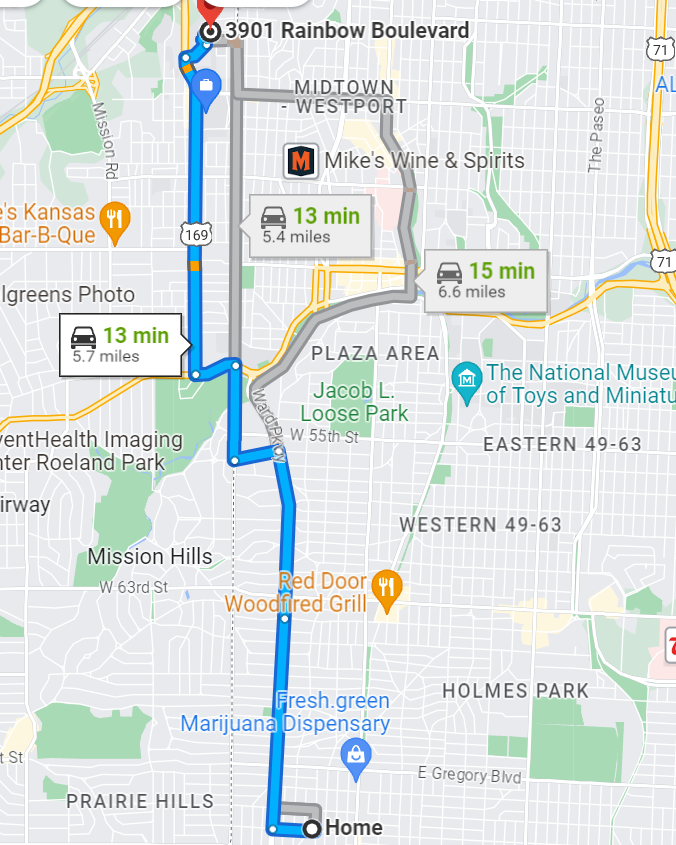 3901 Rainbow Boulevard
71
AL
MIDTOWN
- WESTPORT
Mission Rd
The Paseo
M
Mike's Wine & Spirits
e's Kansas
Bar-B-Que
13 min
5.4 miles
169
71
15 min
6.6 miles
lgreens Photo
13 min
5.7 miles
PLAZA AREA
The National Museu
of Toys and Miniatu
Jacob L.
Loose Park
Ward Pkwy
W 55th St
ventHealth Imaging
nter Roeland Park
EASTERN 49-63
irway
WESTERN 49-63
Mission Hills
W 63rd St
Red Door
Woodfired Grill
HOLMES PARK
Fresh.green
Marijuana Dispensary
t St
E Gregory Blvd
PRAIRIE HILLS
Home